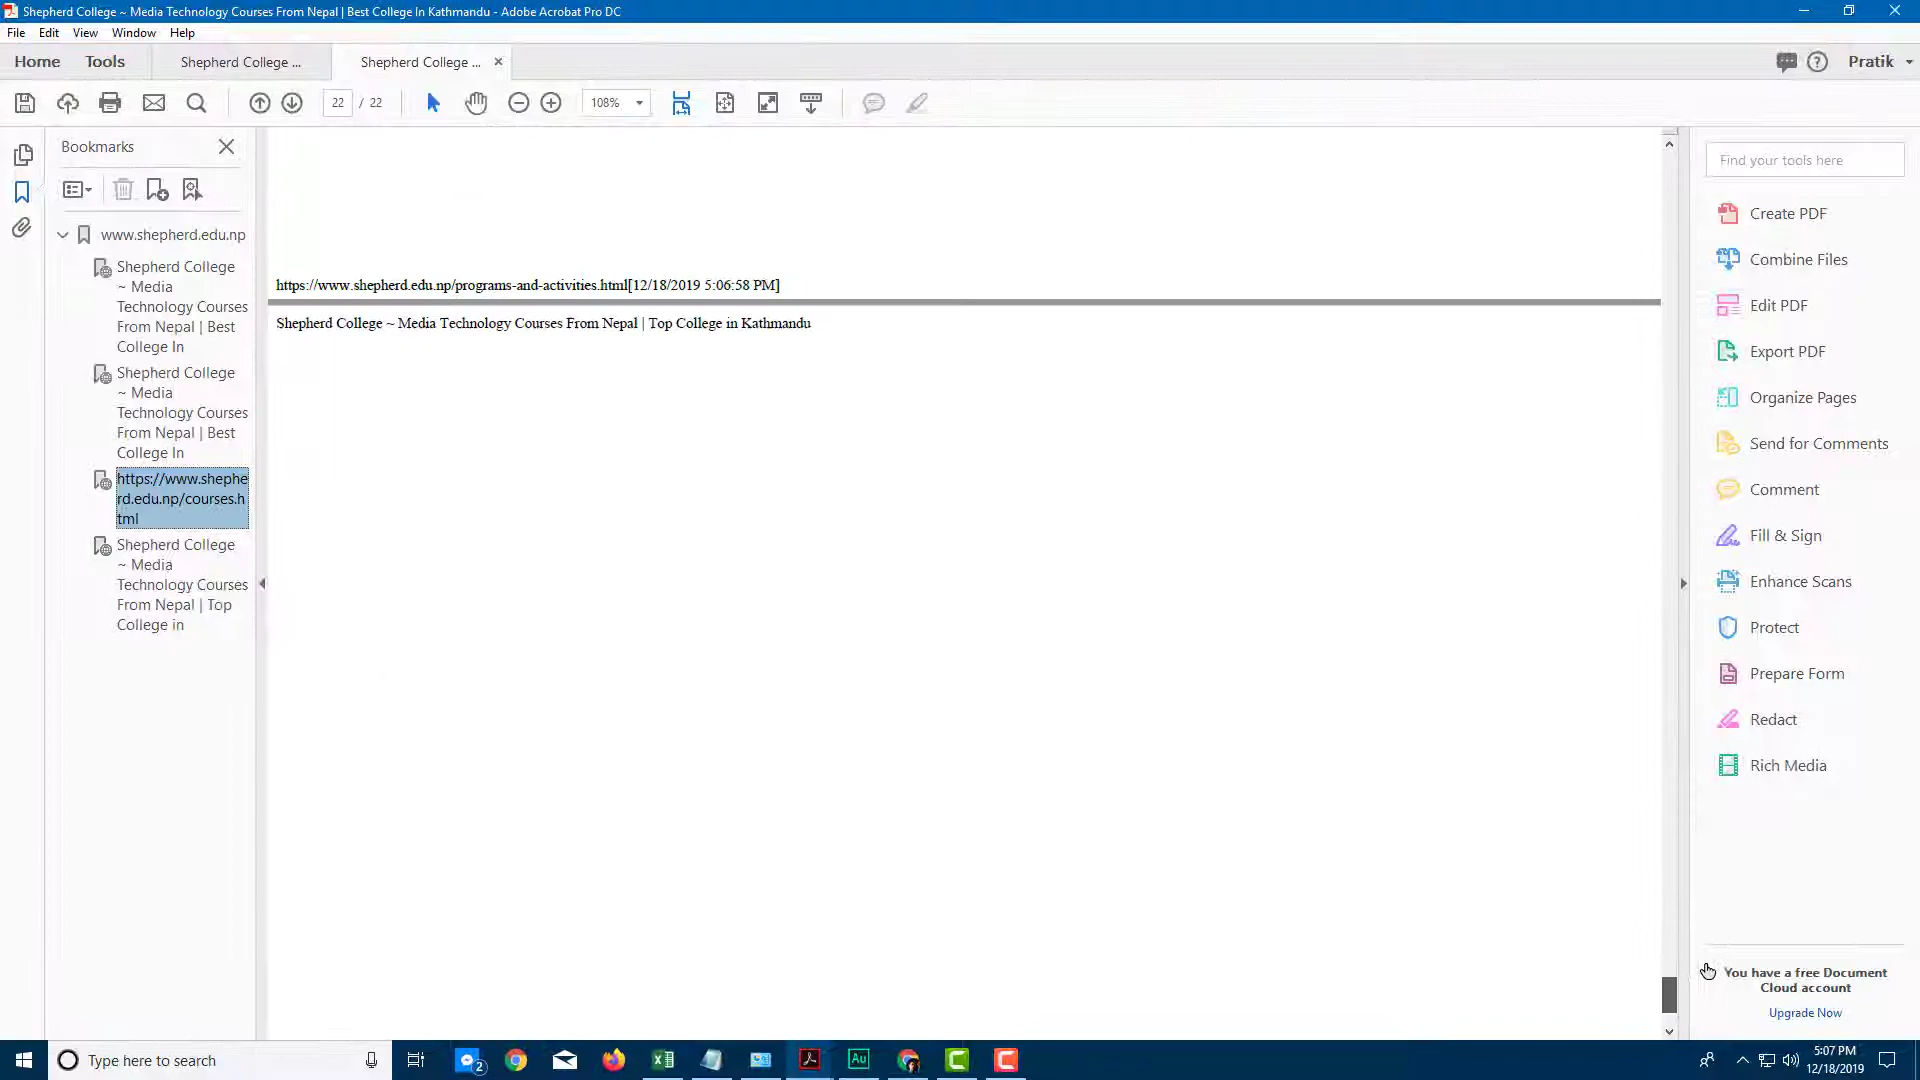 Shepherd College ~ Media Technology Courses From Nepal | Best College In Kathmandu - Adobe Acrobat Pro DC
File Edit View Window Help
Home Tools Shepherd College ... Shepherd College ... Pratik
22 / 22 108%
Bookmarks
www.shepherd.edu.np
Shepherd College
~ Media
Technology Courses
From Nepal | Best
College In
Shepherd College
~ Media
Technology Courses
From Nepal | Best
College In
https://www.shephe
rd.edu.np/courses.h
tml
Shepherd College
~ Media
Technology Courses
From Nepal | Top
College in
https://www.shepherd.edu.np/programs-and-activities.html[12/18/2019 5:06:58 PM]
Shepherd College ~ Media Technology Courses From Nepal | Top College in Kathmandu
Find your tools here
Create PDF
Combine Files
Edit PDF
Export PDF
Organize Pages
Send for Comments
Comment
Fill & Sign
Enhance Scans
Protect
Prepare Form
Redact
Rich Media
You have a free Document
Cloud account
Upgrade Now
Type here to search
2
Au
5:07 PM
12/18/2019